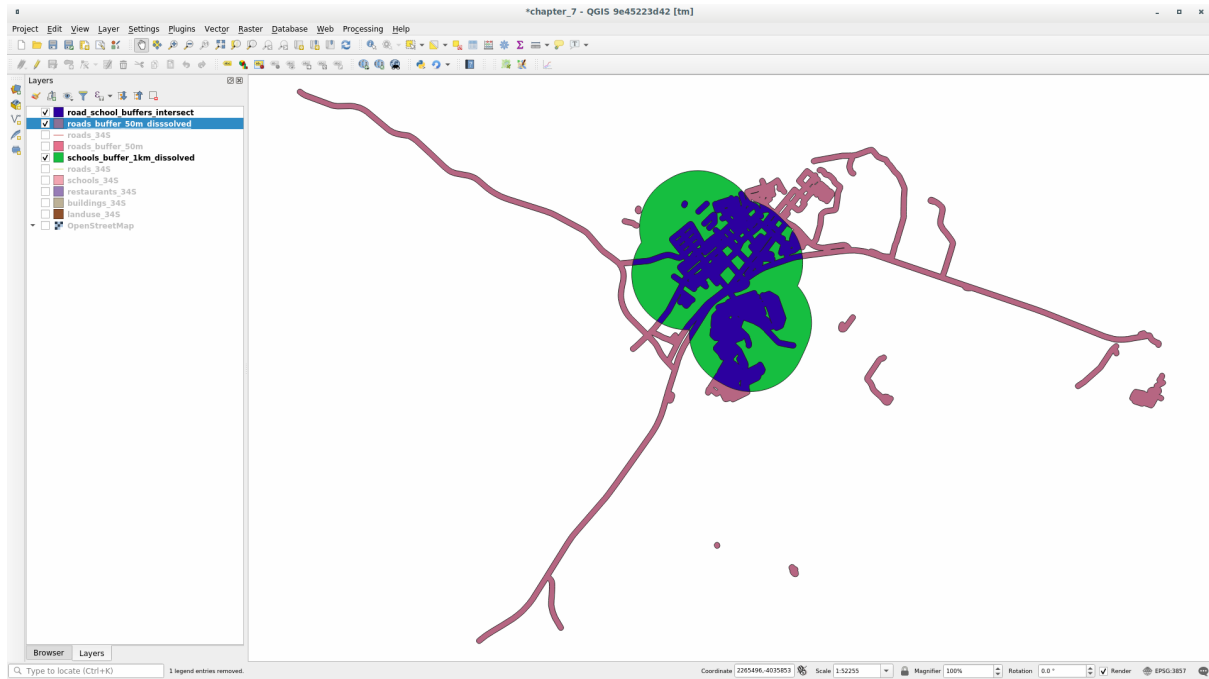 *chapter_7 - QGIS 9e45223d42 [tm]
Project Edit View Layer Settings Plugins Vector Raster Database Web Processing Help
Layers
road_school_buffers_intersect
roads_buffer_50m_disssolved
roads_34S
roads_buffer_50m
schools_buffer_1km_dissolved
roads_34S
schools_34S
restaurants_34S
buildings_34S
landuse_34S
OpenStreetMap
Browser Layers
Type to locate (Ctrl+K) 1 legend entries removed. Coordinate 2265496,-4035853 Scale 1:52255 Magnifier 100% Rotation 0.0 ° Render EPSG:3857